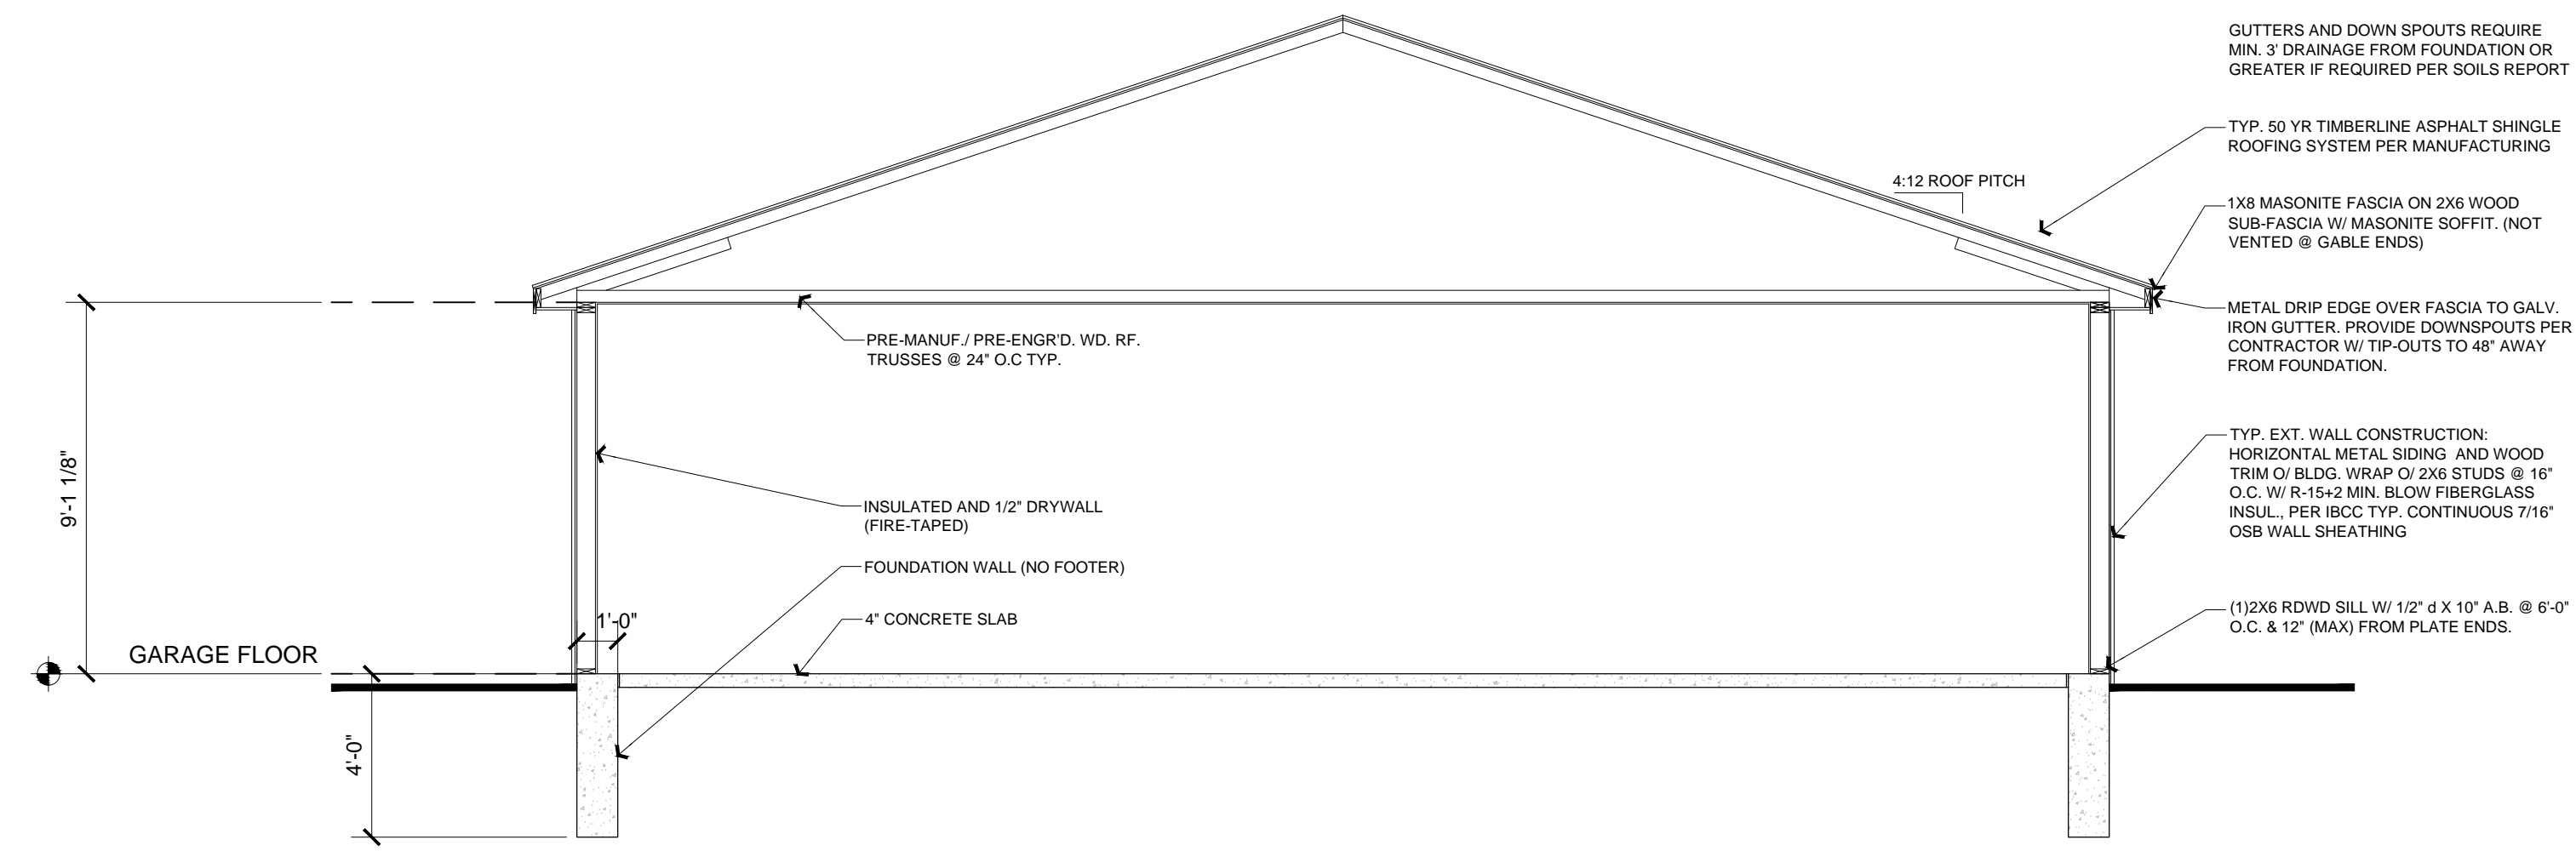 GUTTERS AND DOWN SPOUTS REQUIRE
MIN. 3' DRAINAGE FROM FOUNDATION OR
GREATER IF REQUIRED PER SOILS REPORT
TYP. 50 YR TIMBERLINE ASPHALT SHINGLE
ROOFING SYSTEM PER MANUFACTURING
4:12 ROOF PITCH
1X8 MASONITE FASCIA ON 2X6 WOOD
SUB-FASCIA W/ MASONITE SOFFIT. (NOT
VENTED @ GABLE ENDS)
METAL DRIP EDGE OVER FASCIA TO GALV.
IRON GUTTER. PROVIDE DOWNSPOUTS PER
CONTRACTOR W/ TIP-OUTS TO 48" AWAY
FROM FOUNDATION.
PRE-MANUF./ PRE-ENGR'D. WD. RF.
TRUSSES @ 24" O.C TYP.
9'-1 1/8"
TYP. EXT. WALL CONSTRUCTION:
HORIZONTAL METAL SIDING AND WOOD
TRIM O/ BLDG. WRAP O/ 2X6 STUDS @ 16"
O.C. W/ R-15+2 MIN. BLOW FIBERGLASS
INSUL., PER IBCC TYP. CONTINUOUS 7/16"
OSB WALL SHEATHING
INSULATED AND 1/2" DRYWALL
(FIRE-TAPED)
FOUNDATION WALL (NO FOOTER)
1'-0"
4" CONCRETE SLAB
(1)2X6 RDWD SILL W/ 1/2" d X 10" A.B. @ 6'-0"
O.C. & 12" (MAX) FROM PLATE ENDS.
GARAGE FLOOR
4'-0"